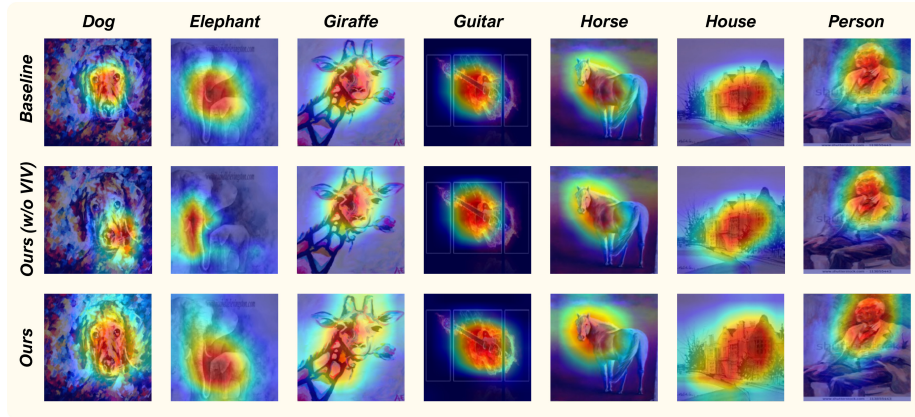 Dog Elephant Giraffe Guitar Horse House Person
Baseline
Ours (w/o VIV)
Ours